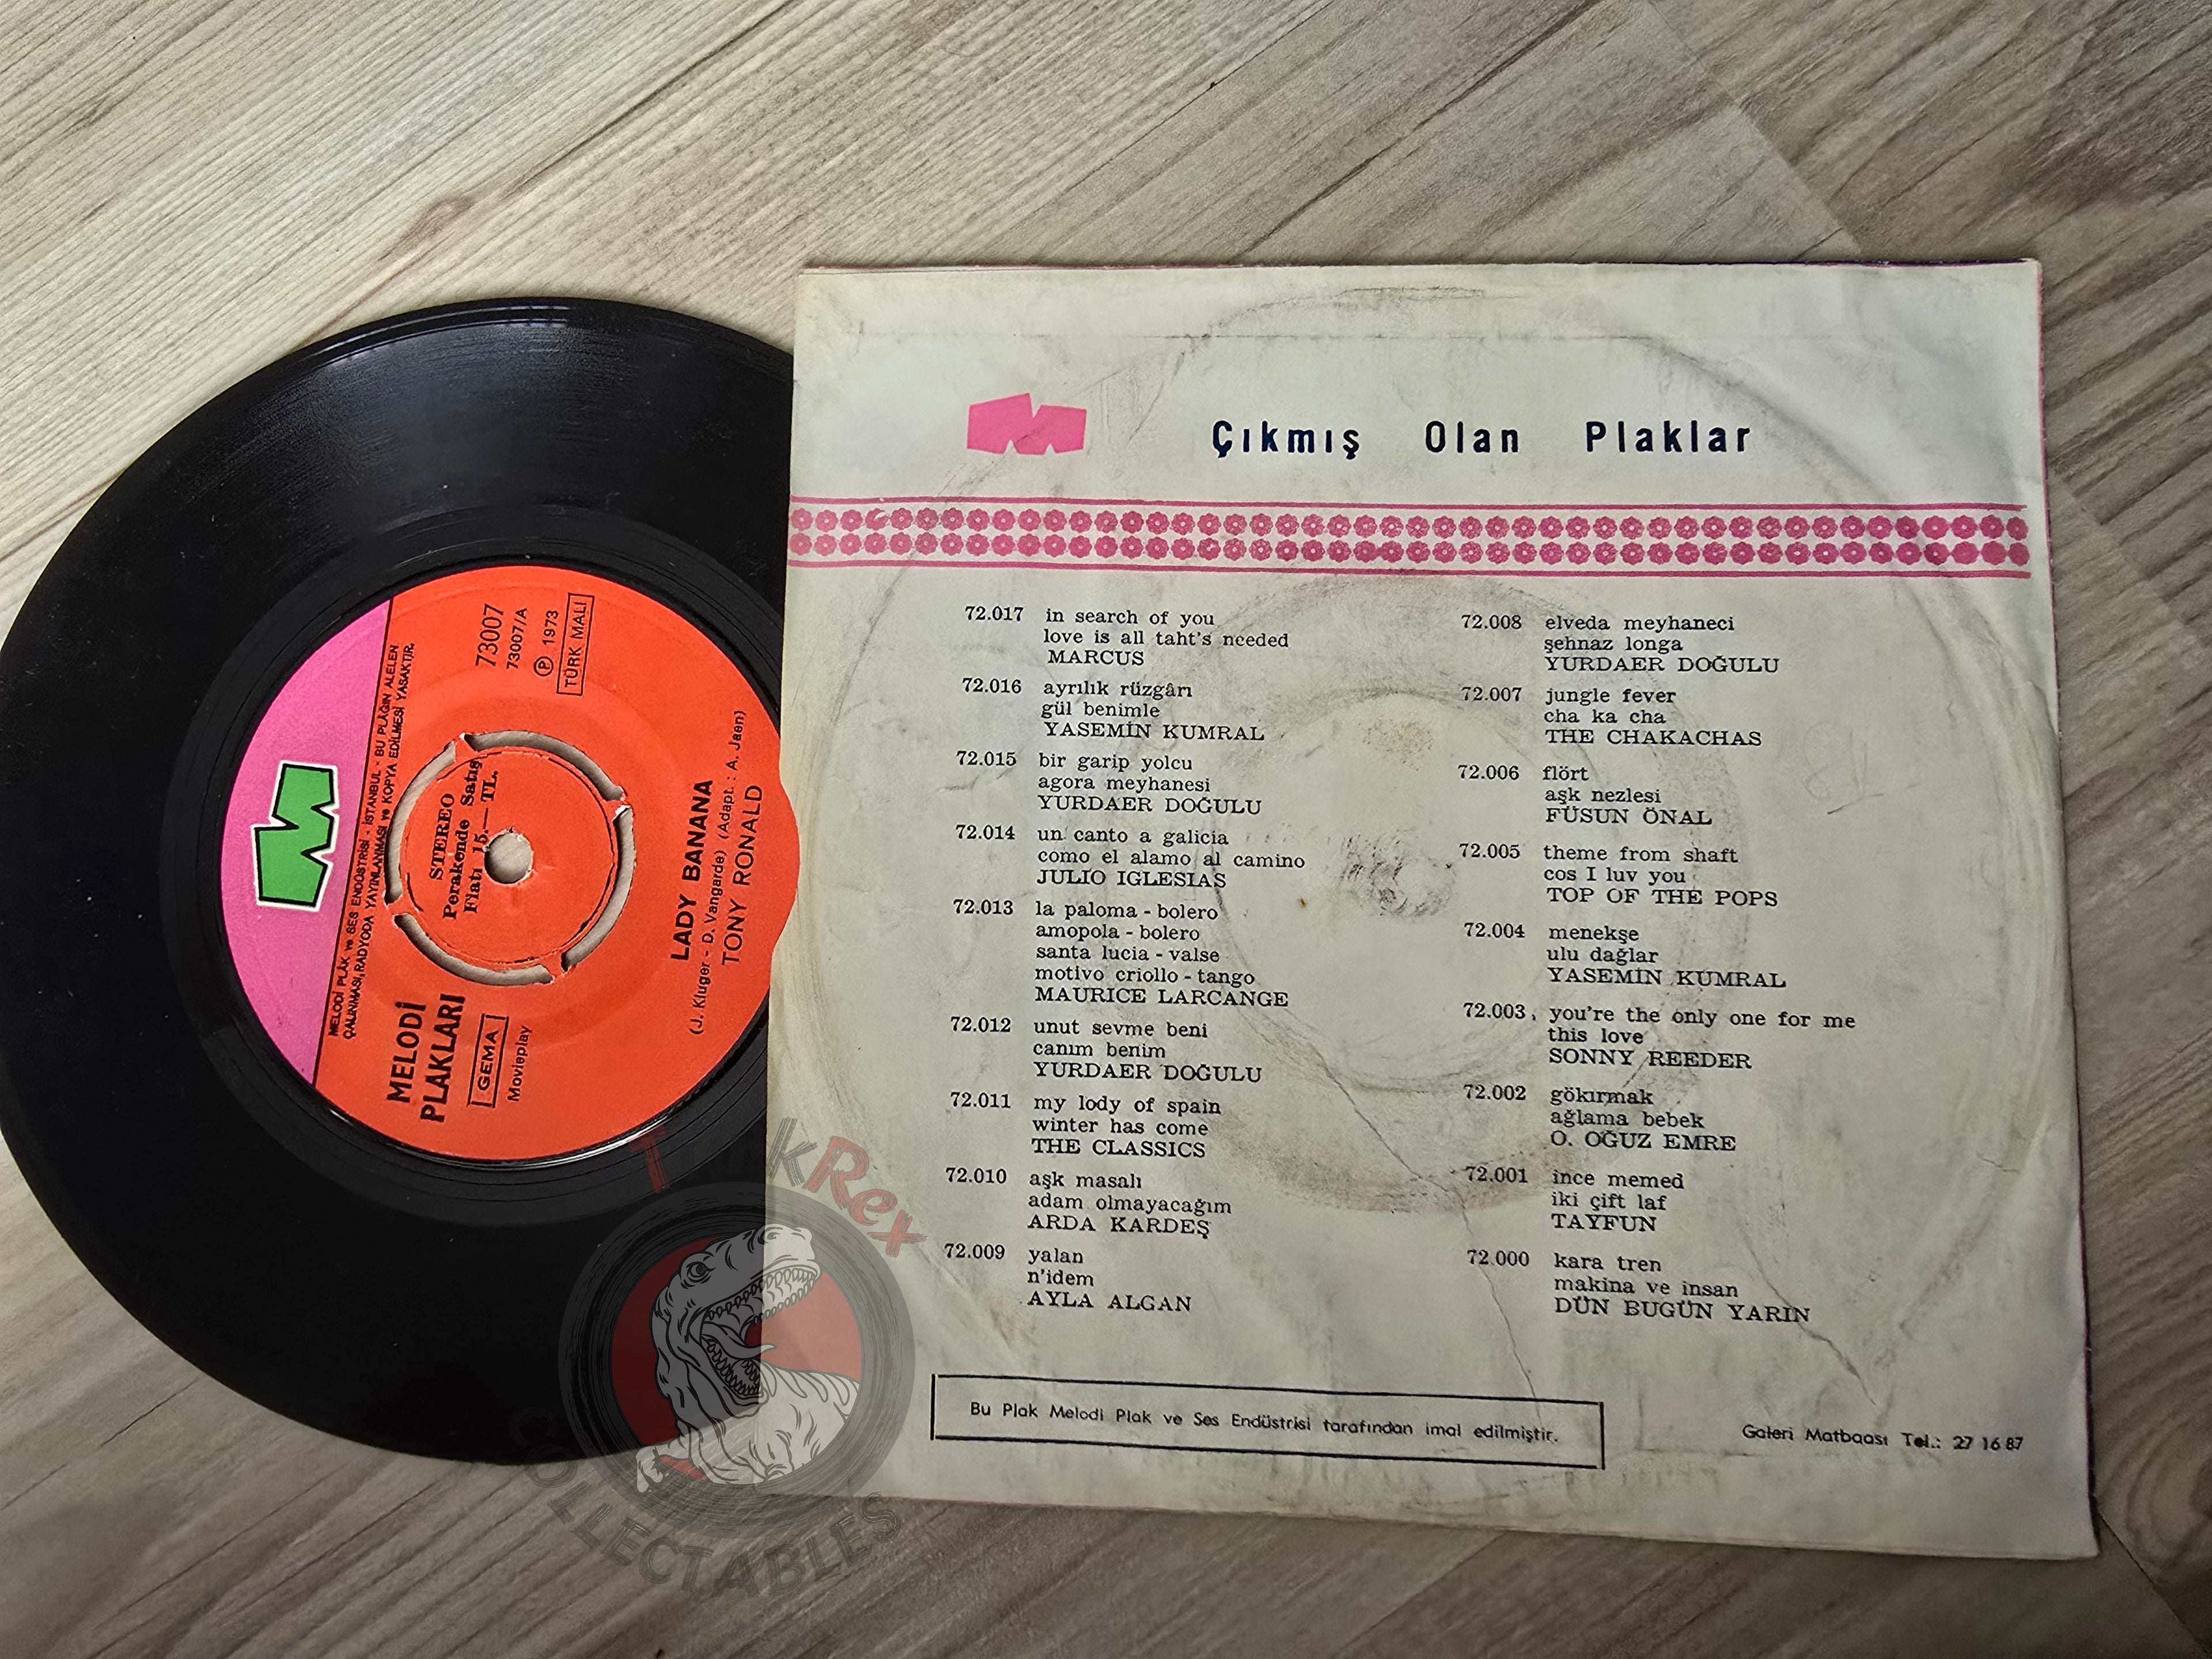 MELODİ PLÂK ve SES ENDÜSTRİSİ - İSTANBUL - BU PLÂĞIN ALELEN
ÇALINMASI, RADYODA YAYINLANMASI ve KOPYA EDİLMESİ YASAKTIR.
MELODİ
PLAKLARI
GEMA
Movieplay
STEREO
Perakende Satış
Fiatı 15.— TL.
73007
73007/A
Ⓟ 1973
TÜRK MALI
LADY BANANA
(J. Kluger - D. Vangarde) (Adapt. : A. Jaen)
TONY RONALD
Çıkmış Olan Plaklar
72.017 in search of you
love is all taht's needed
MARCUS
72.016 ayrılık rüzgârı
gül benimle
YASEMİN KUMRAL
72.015 bir garip yolcu
agora meyhanesi
YURDAER DOĞULU
72.014 un canto a galicia
como el alamo al camino
JULIO IGLESIAS
72.013 la paloma - bolero
amopola - bolero
santa lucia - valse
motivo criollo - tango
MAURICE LARCANGE
72.012 unut sevme beni
canım benim
YURDAER DOĞULU
72.011 my lody of spain
winter has come
THE CLASSICS
72.010 aşk masalı
adam olmayacağım
ARDA KARDEŞ
72.009 yalan
n'idem
AYLA ALGAN
72.008 elveda meyhaneci
şehnaz longa
YURDAER DOĞULU
72.007 jungle fever
cha ka cha
THE CHAKACHAS
72.006 flört
aşk nezlesi
FÜSUN ÖNAL
72.005 theme from shaft
cos I luv you
TOP OF THE POPS
72.004 menekşe
ulu dağlar
YASEMİN KUMRAL
72.003 you're the only one for me
this love
SONNY REEDER
72.002 gökırmak
ağlama bebek
O. OĞUZ EMRE
72.001 ince memed
iki çift laf
TAYFUN
72.000 kara tren
makina ve insan
DÜN BUGÜN YARIN
Bu Plak Melodi Plak ve Ses Endüstrisi tarafından imal edilmiştir.
Galeri Matbaası Tel.: 27 16 87
COLLECTABLES